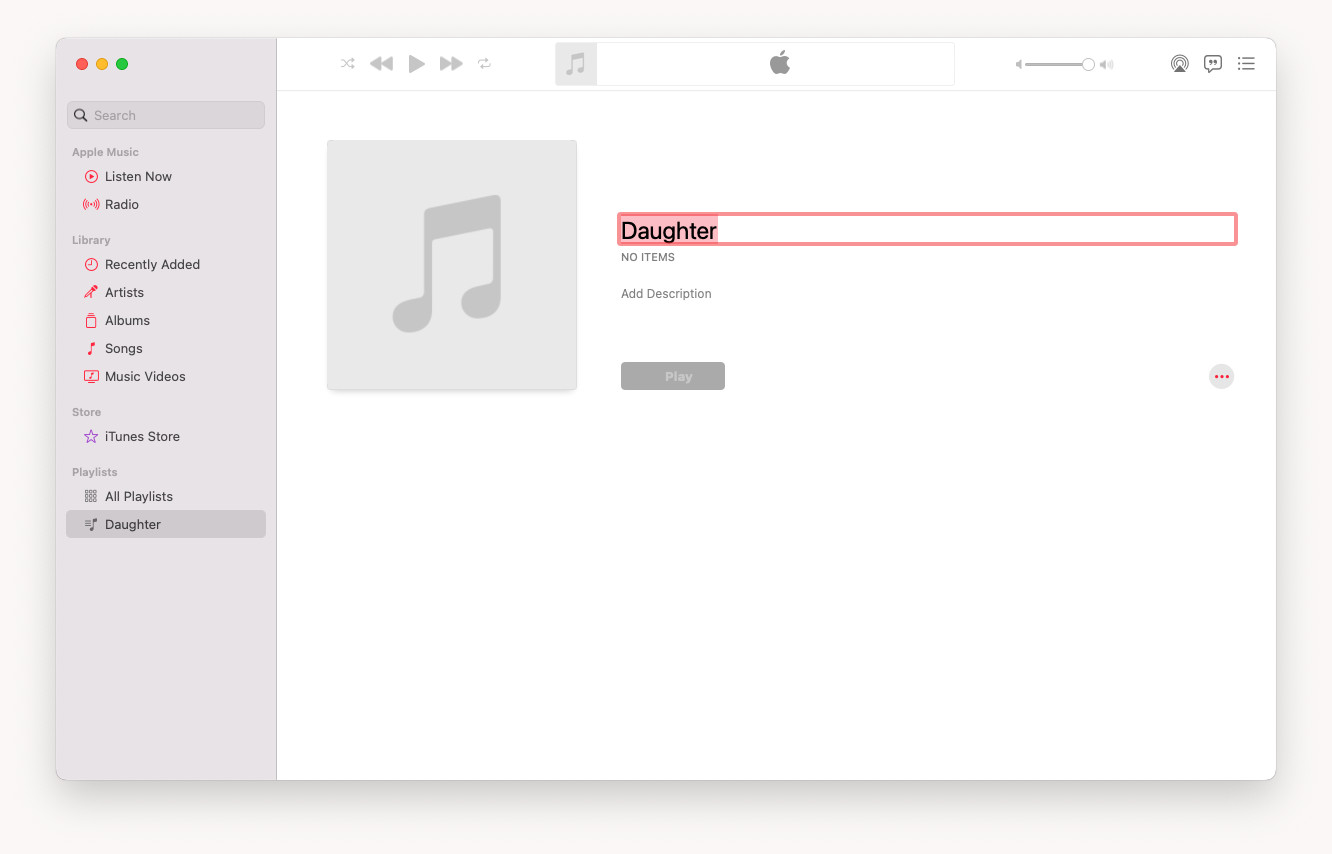 Search
Apple Music
Listen Now
Radio
Library
Recently Added
Artists
Albums
Songs
Music Videos
Store
iTunes Store
Playlists
All Playlists
Daughter
Daughter
NO ITEMS
Add Description
Play